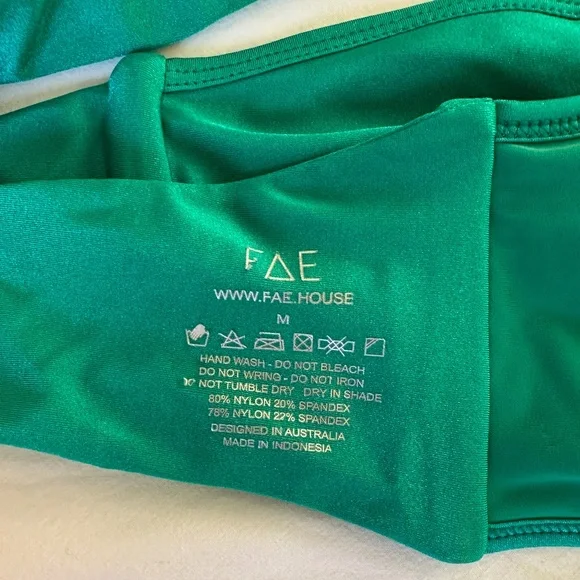 FΔE
WWW.FAE.HOUSE
M
HAND WASH - DO NOT BLEACH
DO NOT WRING - DO NOT IRON
NOT TUMBLE DRY DRY IN SHADE
80% NYLON 20% SPANDEX
78% NYLON 22% SPANDEX
DESIGNED IN AUSTRALIA
MADE IN INDONESIA